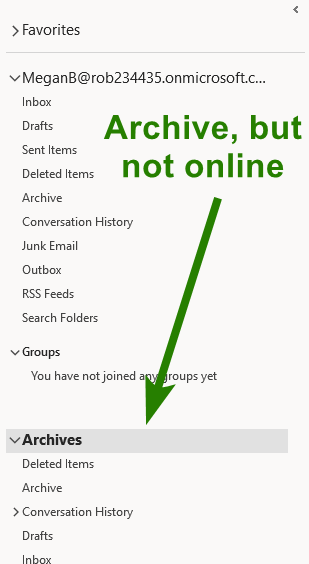 Favorites
MeganB@rob234435.onmicrosoft.c...
Inbox
Drafts
Archive, but
not online
Sent Items
Deleted Items
Archive
Conversation History
Junk Email
Outbox
RSS Feeds
Search Folders
Groups
You have not joined any groups yet
Archives
Deleted Items
Archive
Conversation History
Drafts
Inbox